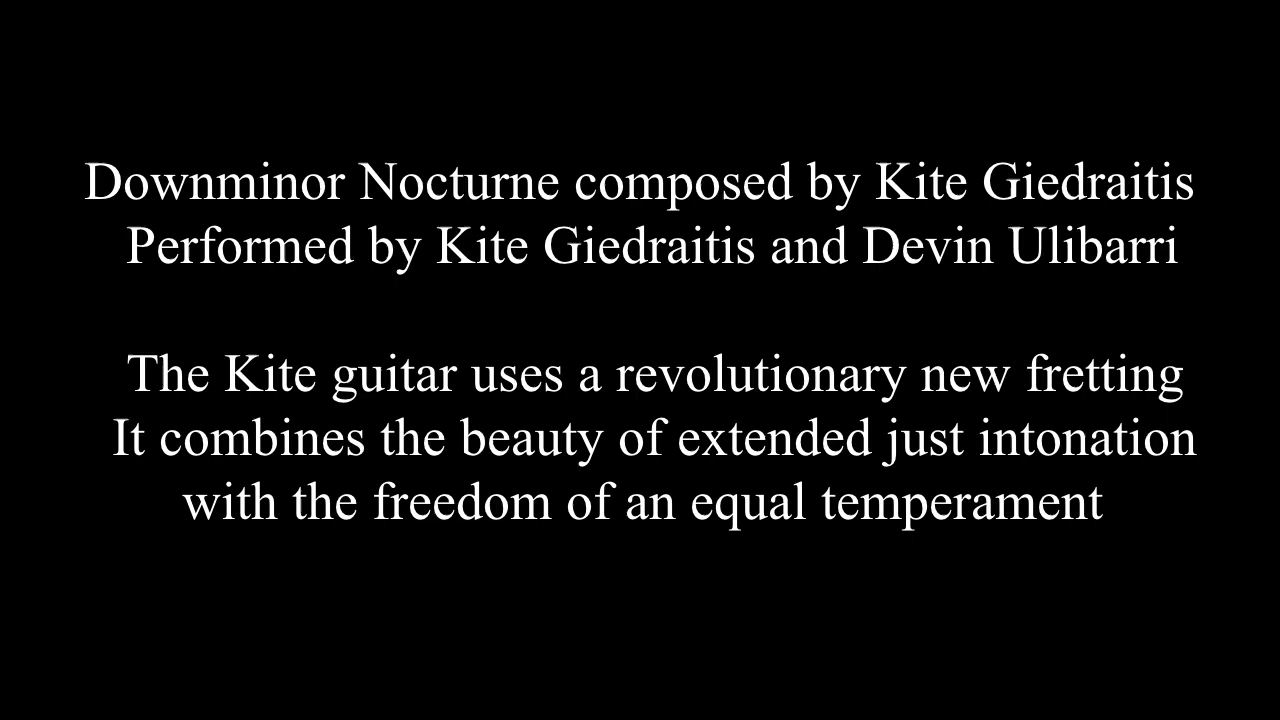 Downminor Nocturne composed by Kite Giedraitis
Performed by Kite Giedraitis and Devin Ulibarri
The Kite guitar uses a revolutionary new fretting
It combines the beauty of extended just intonation
with the freedom of an equal temperament